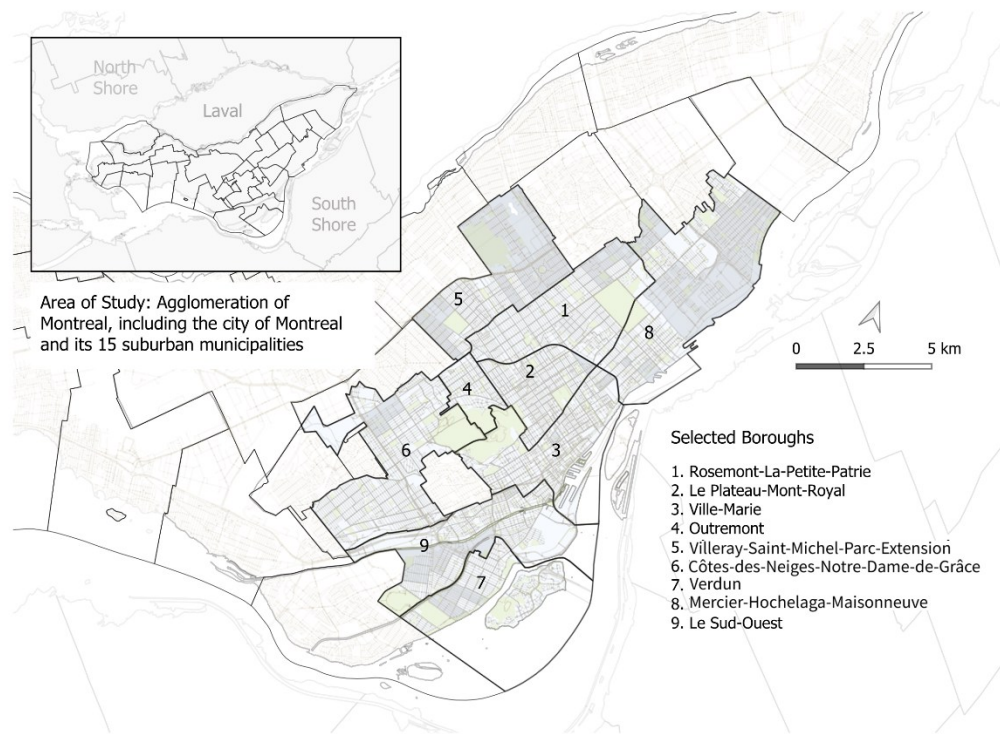 North
Shore
Laval
South
Shore
Area of Study: Agglomeration of
Montreal, including the city of Montreal
and its 15 suburban municipalities
5
1
8
2
4
6
3
9
7
0 2.5 5 km
Selected Boroughs
1. Rosemont-La-Petite-Patrie
2. Le Plateau-Mont-Royal
3. Ville-Marie
4. Outremont
5. Villeray-Saint-Michel-Parc-Extension
6. Côtes-des-Neiges-Notre-Dame-de-Grâce
7. Verdun
8. Mercier-Hochelaga-Maisonneuve
9. Le Sud-Ouest